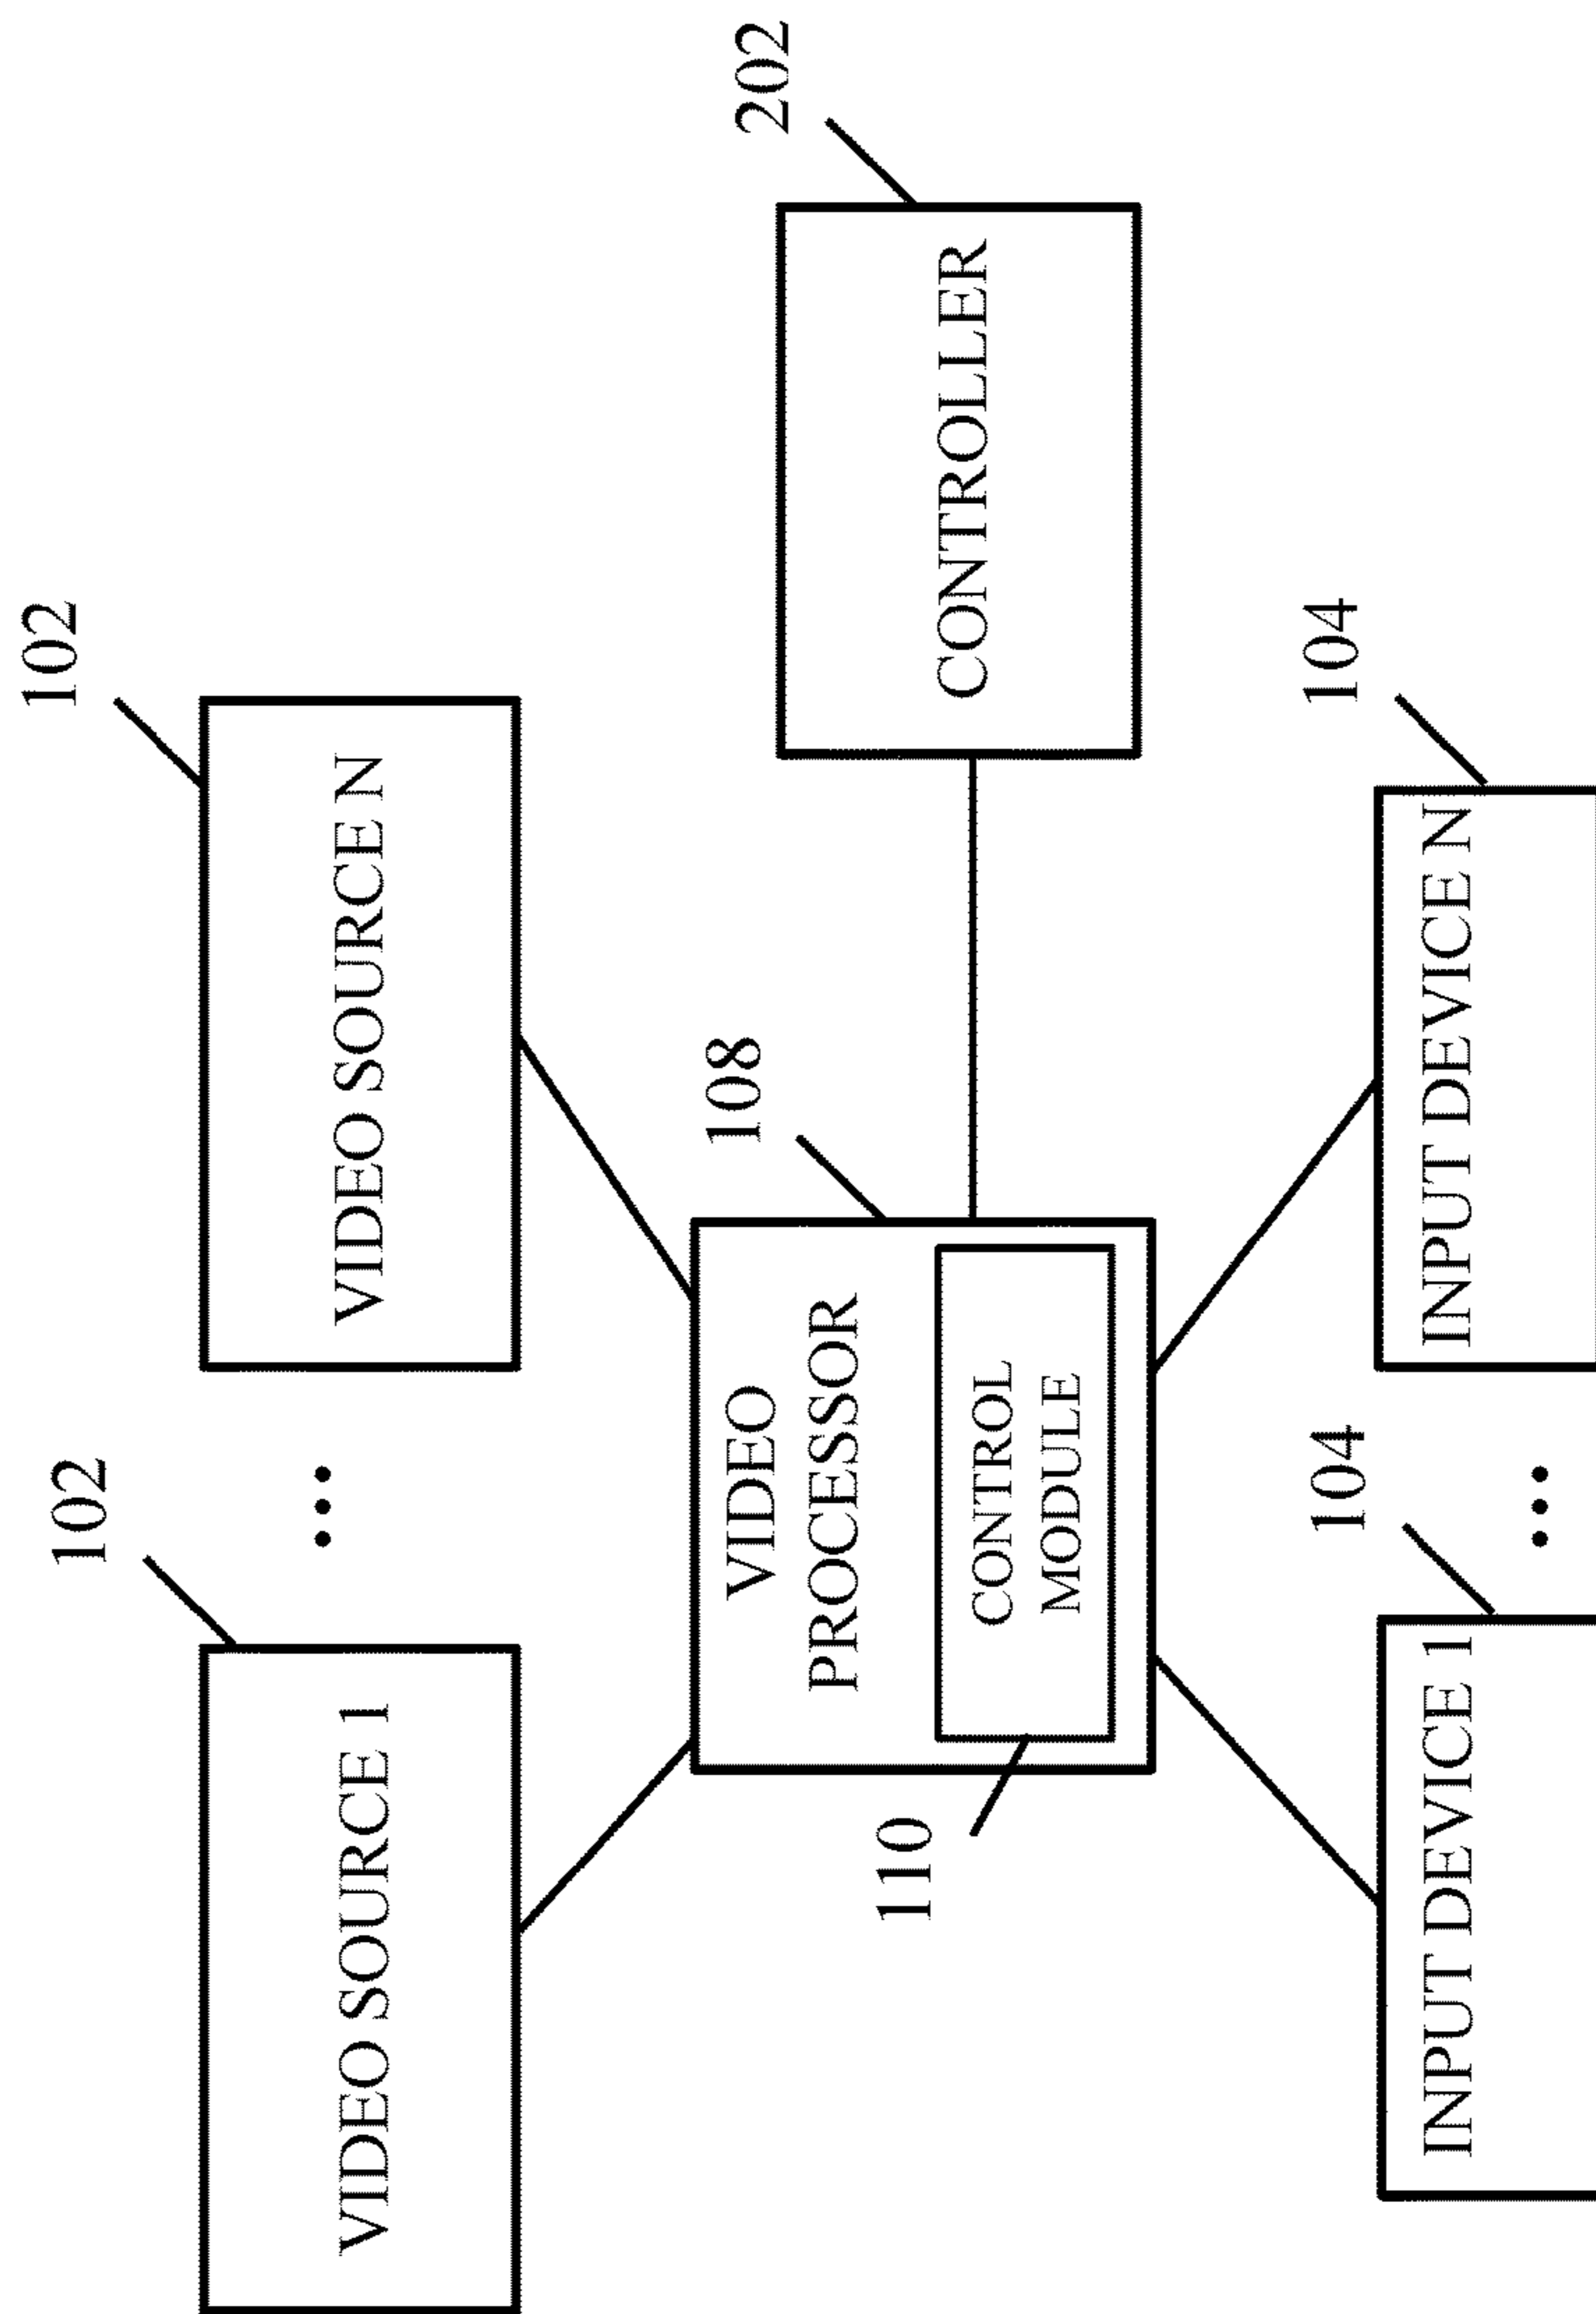 102
102
VIDEO SOURCE 1
VIDEO SOURCE N
...
108
202
VIDEO
PROCESSOR
CONTROL
MODULE
CONTROLLER
110
104
104
INPUT DEVICE 1
INPUT DEVICE N
...